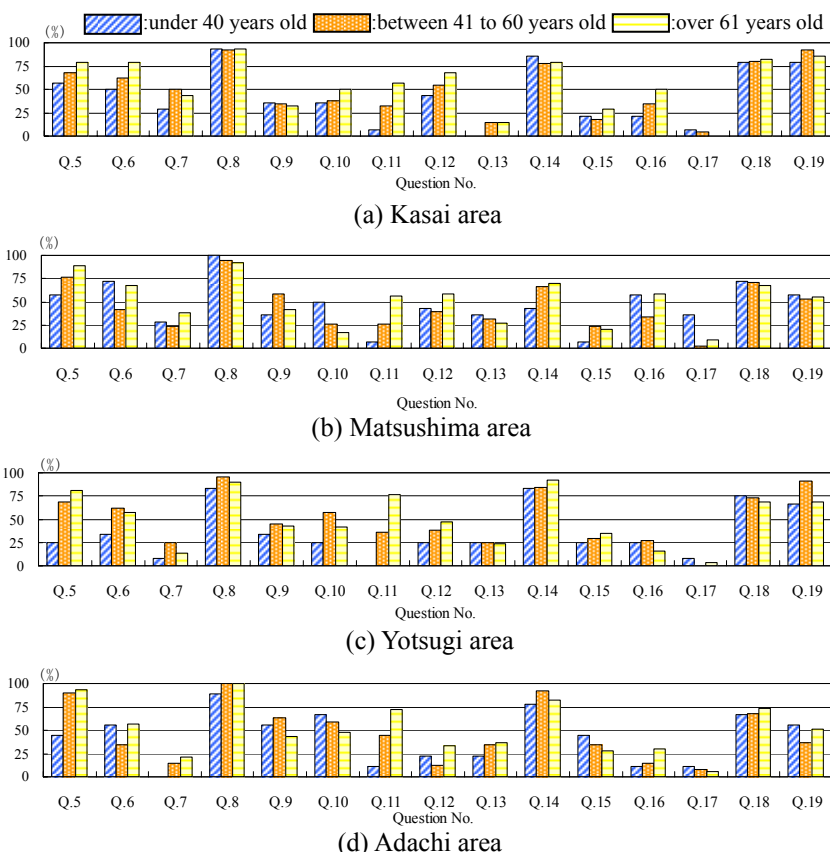 (%) :under 40 years old :between 41 to 60 years old :over 61 years old
100
75
50
25
0
Q.5 Q.6 Q.7 Q.8 Q.9 Q.10 Q.11 Q.12 Q.13 Q.14 Q.15 Q.16 Q.17 Q.18 Q.19
Question No.
(a) Kasai area
(%)
100
75
50
25
0
Q.5 Q.6 Q.7 Q.8 Q.9 Q.10 Q.11 Q.12 Q.13 Q.14 Q.15 Q.16 Q.17 Q.18 Q.19
Question No.
(b) Matsushima area
(%)
100
75
50
25
0
Q.5 Q.6 Q.7 Q.8 Q.9 Q.10 Q.11 Q.12 Q.13 Q.14 Q.15 Q.16 Q.17 Q.18 Q.19
Question No.
(c) Yotsugi area
(%)
100
75
50
25
0
Q.5 Q.6 Q.7 Q.8 Q.9 Q.10 Q.11 Q.12 Q.13 Q.14 Q.15 Q.16 Q.17 Q.18 Q.19
Question No.
(d) Adachi area